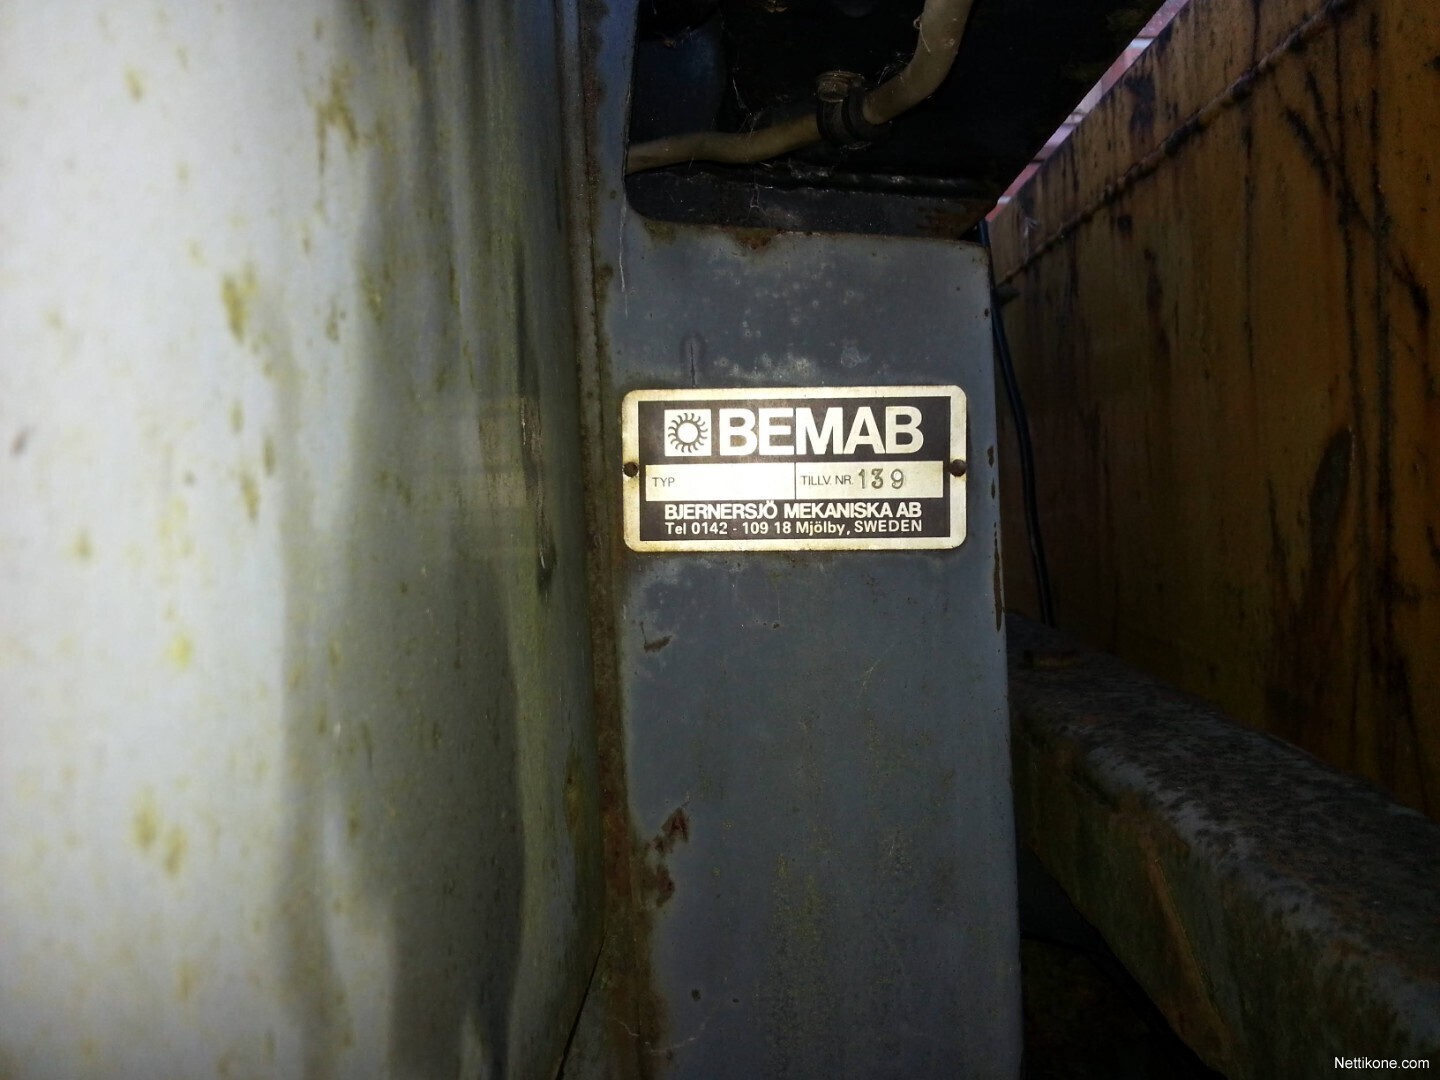 BEMAB
TYP TILLV. NR. 139
BJERNERSJÖ MEKANISKA AB
Tel 0142 - 109 18 Mjölby, SWEDEN
Nettikone.com